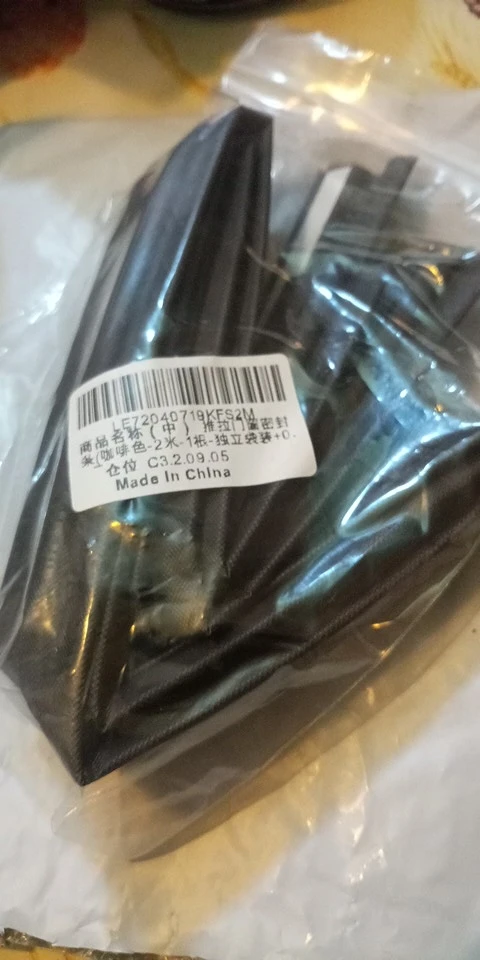 LE72040719KFS2M
商品名称(中) 推拉门窗密封
条[咖啡色-2米-1根-独立袋装+0.
仓位 C3.2.09.05
Made In China